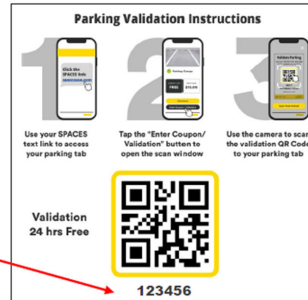 Parking Validation Instructions
Click the
SPACES link
FREE
Validate Parking
Use your SPACES
text link to access
your parking tab
Tap the "Enter Coupon/
Validation" button to
open the scan window
Use the camera to scan
the validation QR Code
to your parking tab
1
2
3
Validation
24 hrs Free
123456